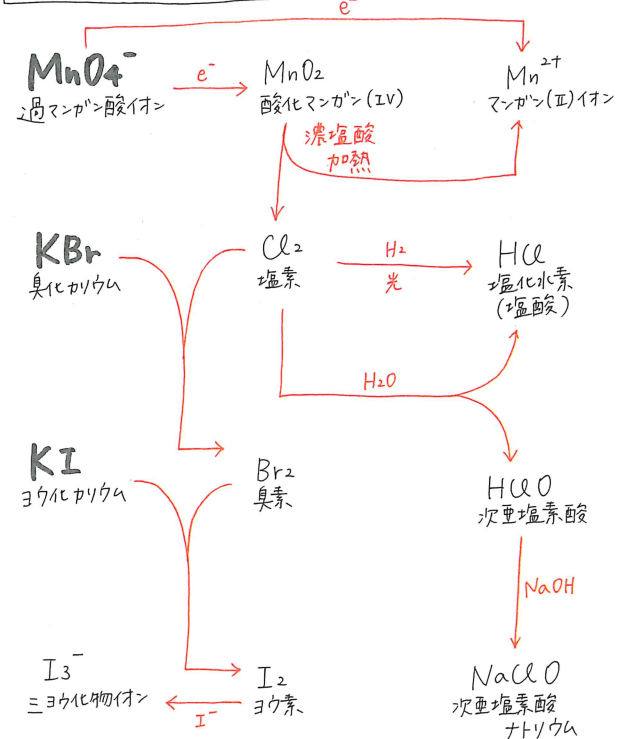 e⁻
MnO4⁻
過マンガン酸イオン
e⁻
MnO2
酸化マンガン(IV)
Mn²⁺
マンガン(II)イオン
濃塩酸
加熱
KBr
臭化カリウム
Cl2
塩素
H2
光
HCl
塩化水素
(塩酸)
H2O
KI
ヨウ化カリウム
Br2
臭素
HClO
次亜塩素酸
NaOH
I3⁻
三ヨウ化物イオン
I⁻
I2
ヨウ素
NaClO
次亜塩素酸
ナトリウム